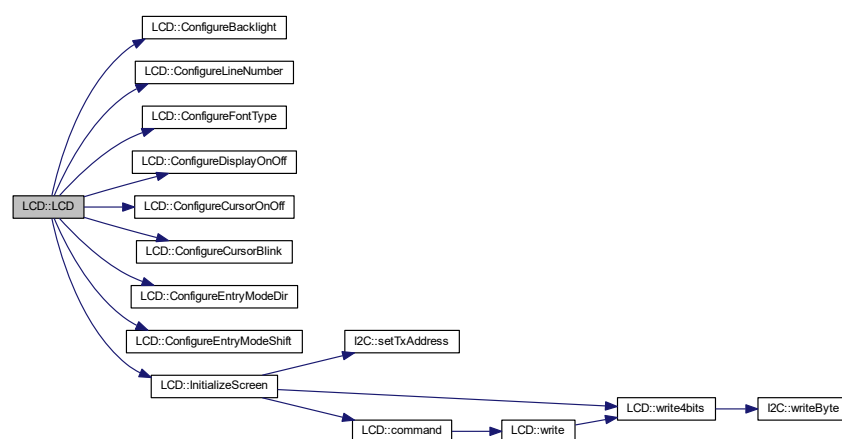 LCD::ConfigureBacklight
LCD::ConfigureLineNumber
LCD::ConfigureFontType
LCD::ConfigureDisplayOnOff
LCD::LCD
LCD::ConfigureCursorOnOff
LCD::ConfigureCursorBlink
LCD::ConfigureEntryModeDir
LCD::ConfigureEntryModeShift
I2C::setTxAddress
LCD::InitializeScreen
LCD::write4bits
I2C::writeByte
LCD::command
LCD::write